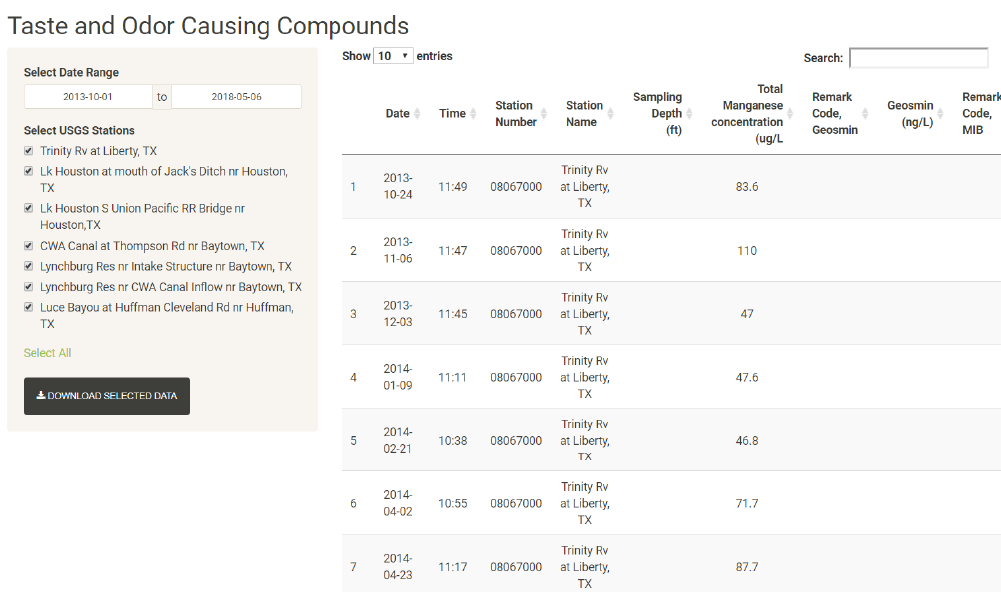 Taste and Odor Causing Compounds
Select Date Range
2013-10-01 to 2018-05-06
Select USGS Stations
Trinity Rv at Liberty, TX
Lk Houston at mouth of Jack's Ditch nr Houston,
TX
Lk Houston S Union Pacific RR Bridge nr
Houston,TX
CWA Canal at Thompson Rd nr Baytown, TX
Lynchburg Res nr Intake Structure nr Baytown, TX
Lynchburg Res nr CWA Canal Inflow nr Baytown, TX
Luce Bayou at Huffman Cleveland Rd nr Huffman,
TX
Select All
DOWNLOAD SELECTED DATA
Show 10 entries
Search:
Date
Time
Station
Number
Station
Name
Sampling
Depth
(ft)
Total
Manganese
concentration
(ug/L
Remark
Code,
Geosmin
Geosmin
(ng/L)
Remark
Code,
MIB
1 2013-
10-24 11:49 08067000 Trinity Rv
at Liberty,
TX 83.6
2 2013-
11-06 11:47 08067000 Trinity Rv
at Liberty,
TX 110
3 2013-
12-03 11:45 08067000 Trinity Rv
at Liberty,
TX 47
4 2014-
01-09 11:11 08067000 Trinity Rv
at Liberty,
TX 47.6
5 2014-
02-21 10:38 08067000 Trinity Rv
at Liberty,
TX 46.8
6 2014-
04-02 10:55 08067000 Trinity Rv
at Liberty,
TX 71.7
7 2014-
04-23 11:17 08067000 Trinity Rv
at Liberty,
TX 87.7